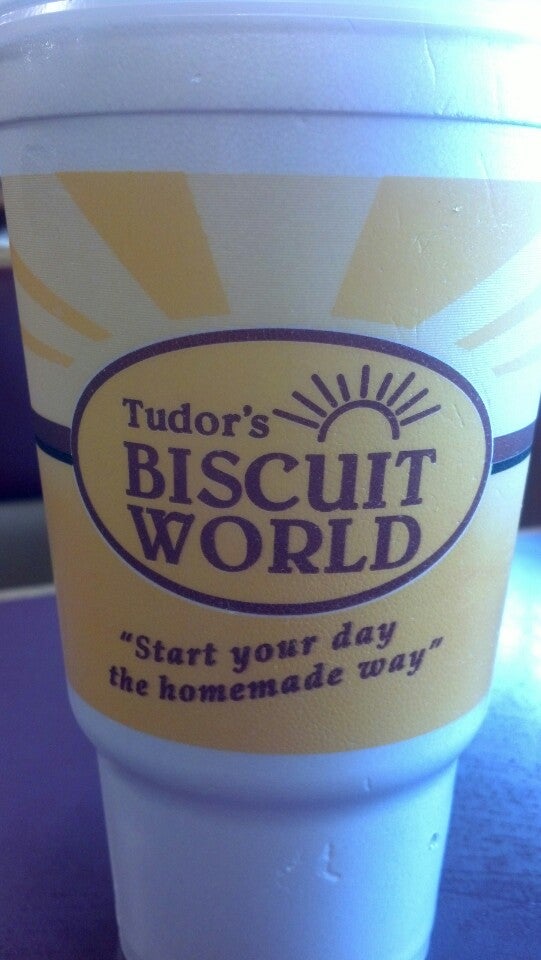 Tudor's
BISCUIT
WORLD
"Start your day
the homemade way"